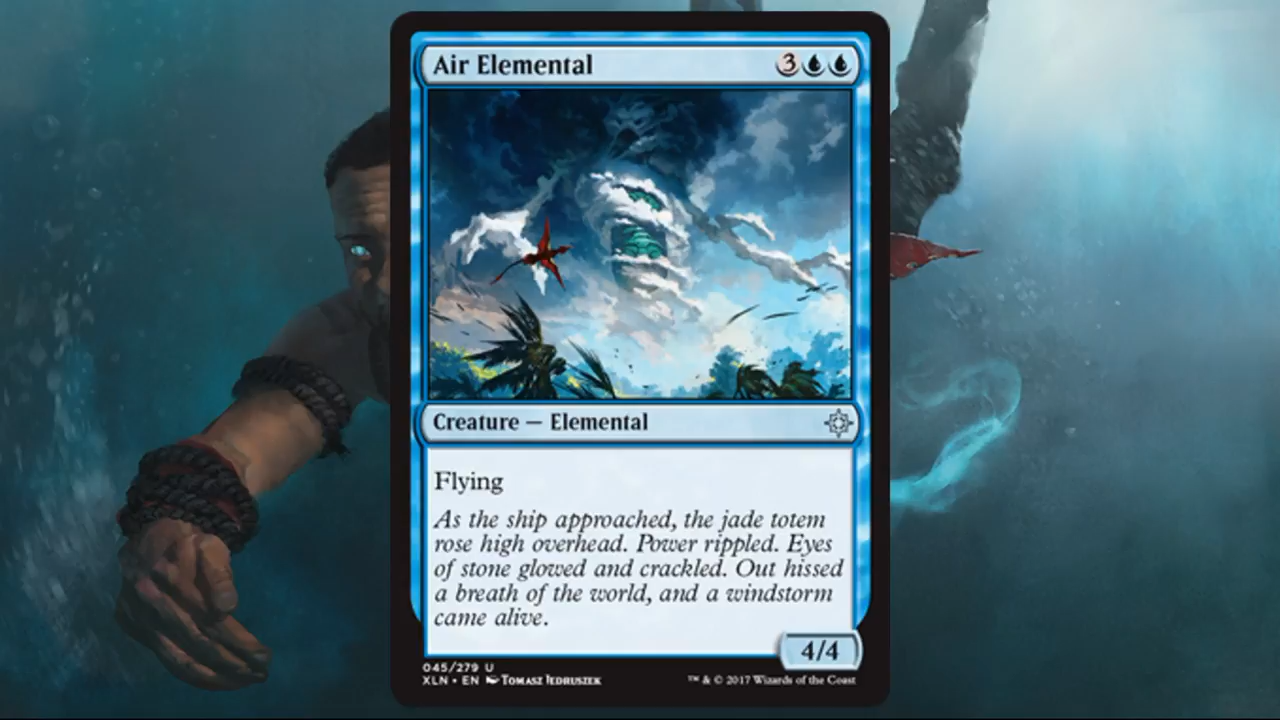 Air Elemental 3
Creature — Elemental
Flying
As the ship approached, the jade totem
rose high overhead. Power rippled. Eyes
of stone glowed and crackled. Out hissed
a breath of the world, and a windstorm
came alive.
4/4
045/279 U
XLN • EN Tomasz Jedruszek
™ & © 2017 Wizards of the Coast